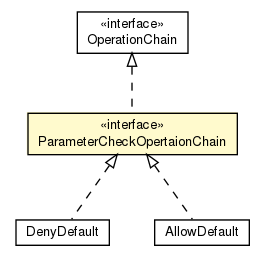 «interface»
OperationChain
«interface»
ParameterCheckOpertaionChain
DenyDefault
AllowDefault